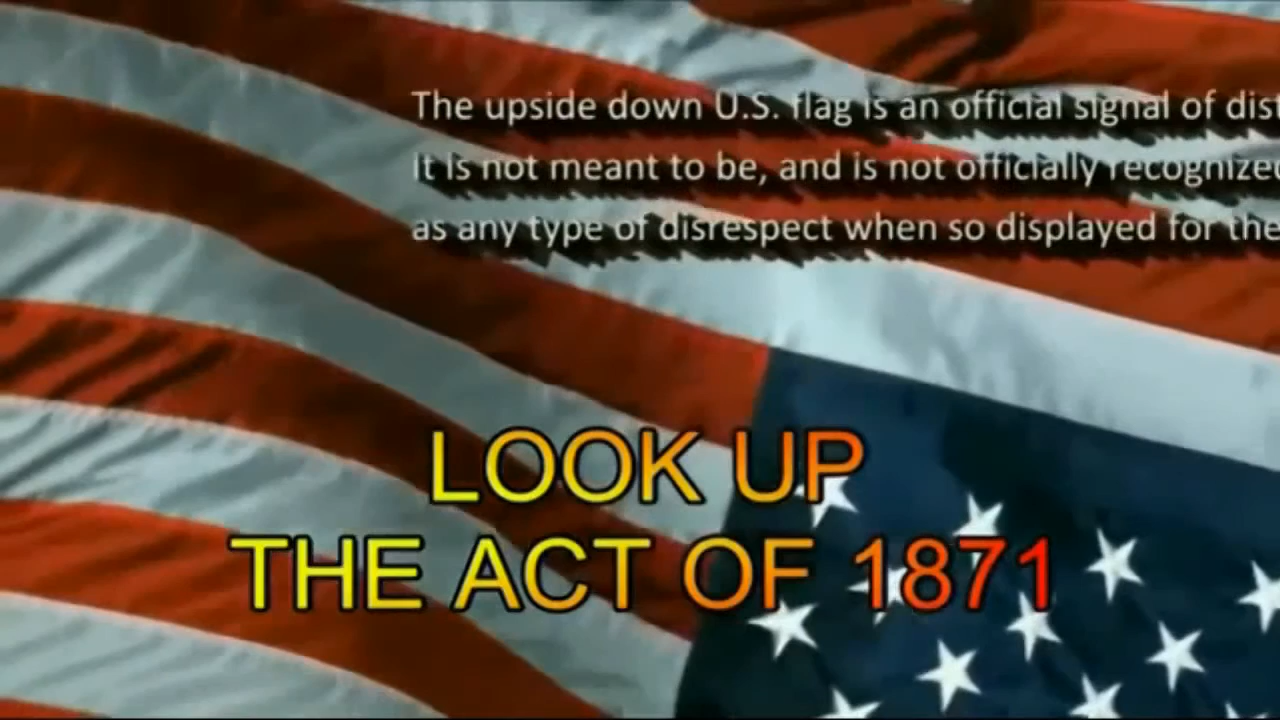 The upside down U.S. flag is an official signal of dist
It is not meant to be, and is not officially recognized
as any type of disrespect when so displayed for the
LOOK UP
THE ACT OF 1871